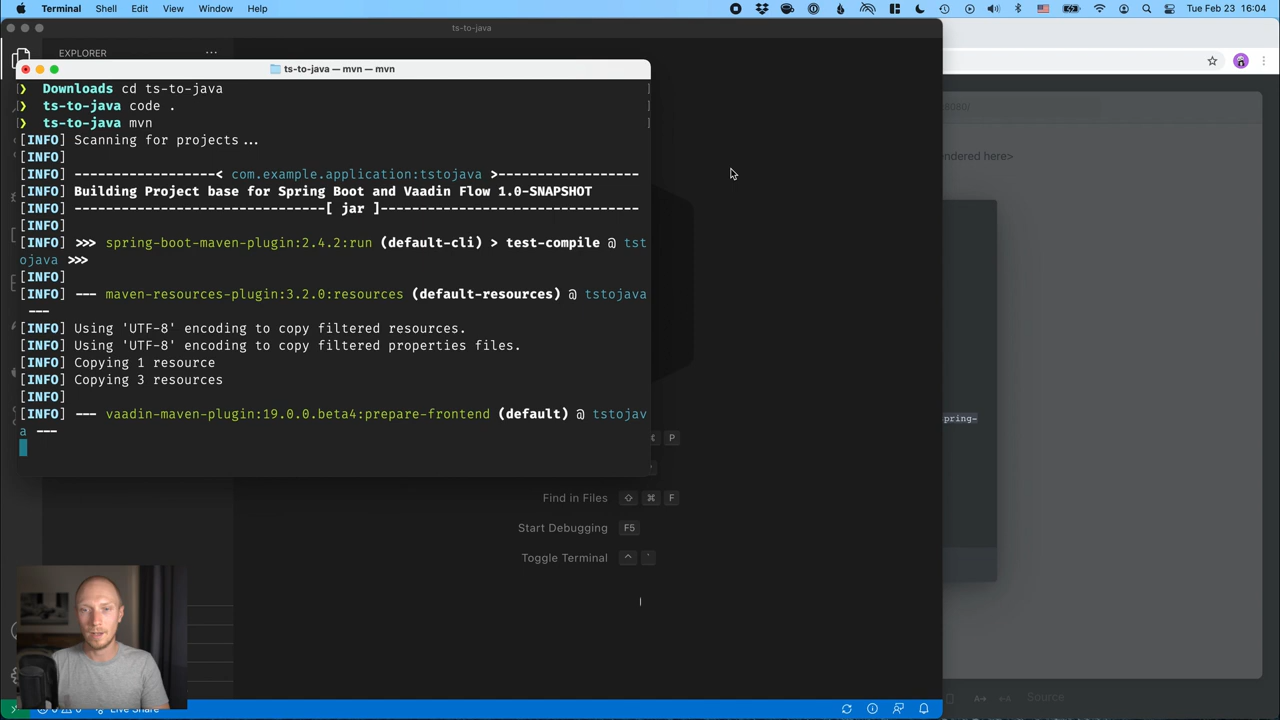 Terminal Shell Edit View Window Help
Tue Feb 23 16:04
ts-to-java
EXPLORER ...
ts-to-java — mvn — mvn
❯ Downloads cd ts-to-java
❯ ts-to-java code .
❯ ts-to-java mvn
[INFO] Scanning for projects...
[INFO]
[INFO] ------------------< com.example.application:tstojava >------------------
[INFO] Building Project base for Spring Boot and Vaadin Flow 1.0-SNAPSHOT
[INFO] --------------------------------[ jar ]---------------------------------
[INFO]
[INFO] >>> spring-boot-maven-plugin:2.4.2:run (default-cli) > test-compile @ tst
ojava >>>
[INFO]
[INFO] --- maven-resources-plugin:3.2.0:resources (default-resources) @ tstojava
---
[INFO] Using 'UTF-8' encoding to copy filtered resources.
[INFO] Using 'UTF-8' encoding to copy filtered properties files.
[INFO] Copying 1 resource
[INFO] Copying 3 resources
[INFO]
[INFO] --- vaadin-maven-plugin:19.0.0.beta4:prepare-frontend (default) @ tstojav
a ---
8080/
ndered here>
pring-
P
Find in Files ⇧ ⌘ F
Start Debugging F5
Toggle Terminal ^ `
Source
Live Share